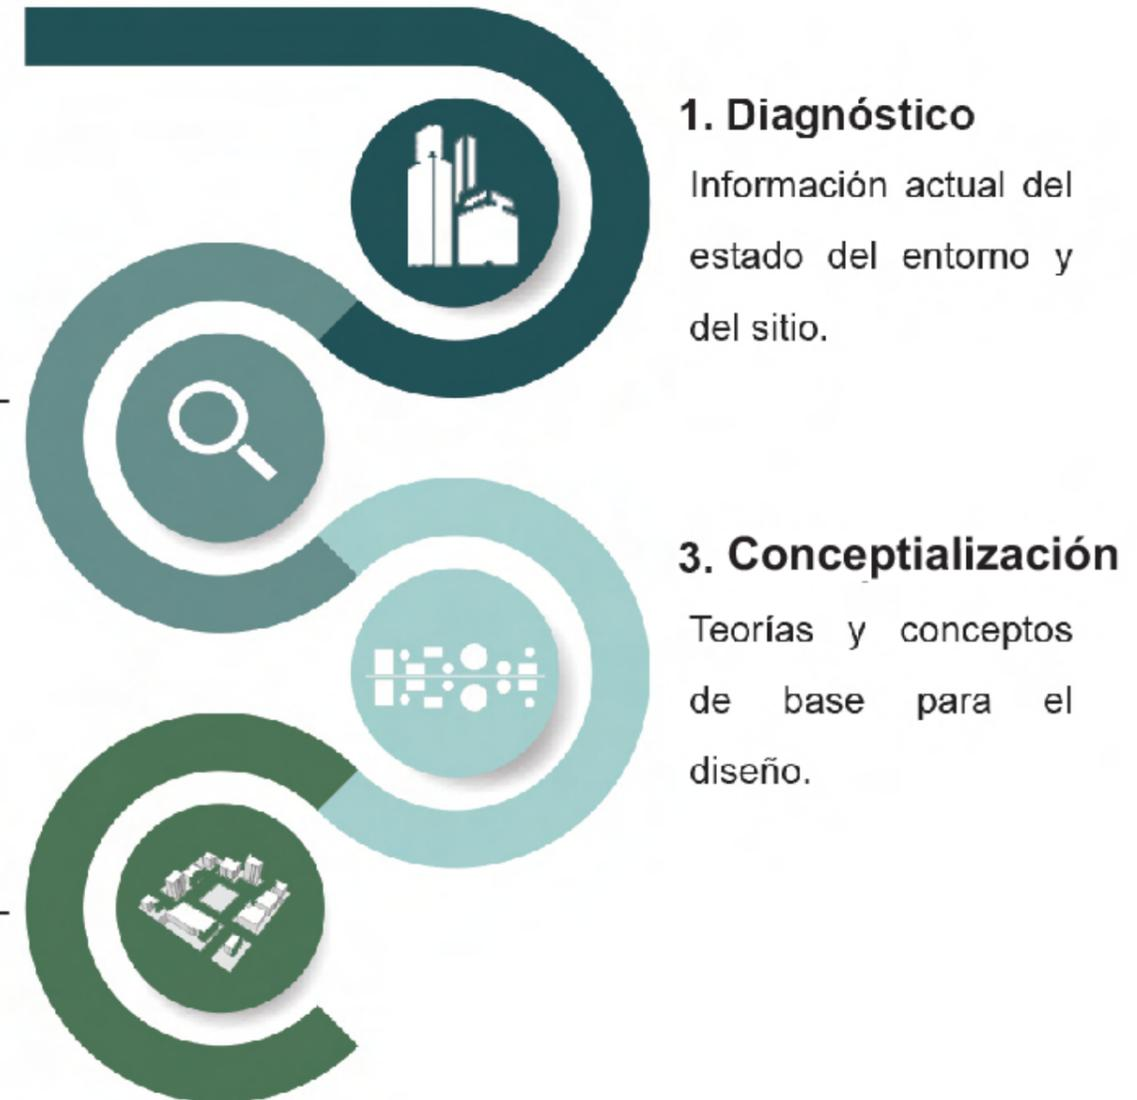 1. Diagnóstico
Información actual del
estado del entorno y
del sitio.
3. Conceptialización
Teorías y conceptos
de base para el
diseño.